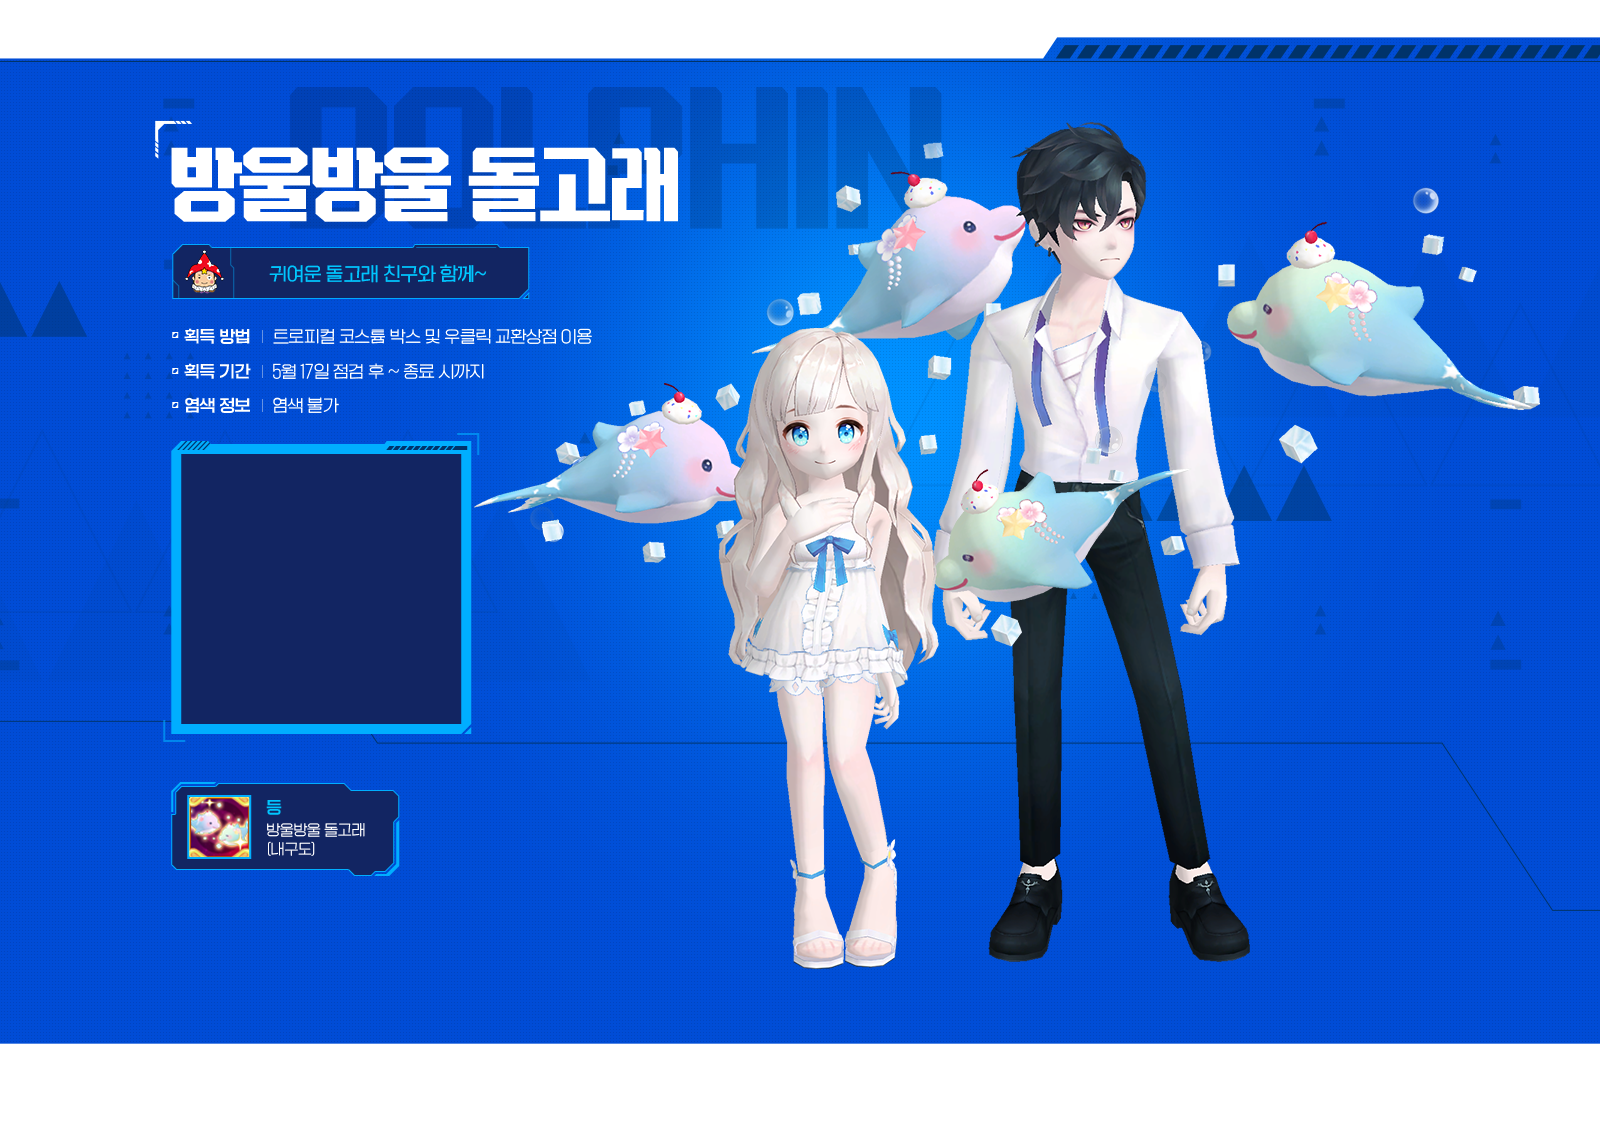 DOLPHIN
방울방울 돌고래
귀여운 돌고래 친구와 함께~
획득 방법 | 트로피컬 코스튬 박스 및 우클릭 교환상점 이용
획득 기간 | 5월 17일 점검 후 ~ 종료 시까지
염색 정보 | 염색 불가
등
방울방울 돌고래
(내구도)